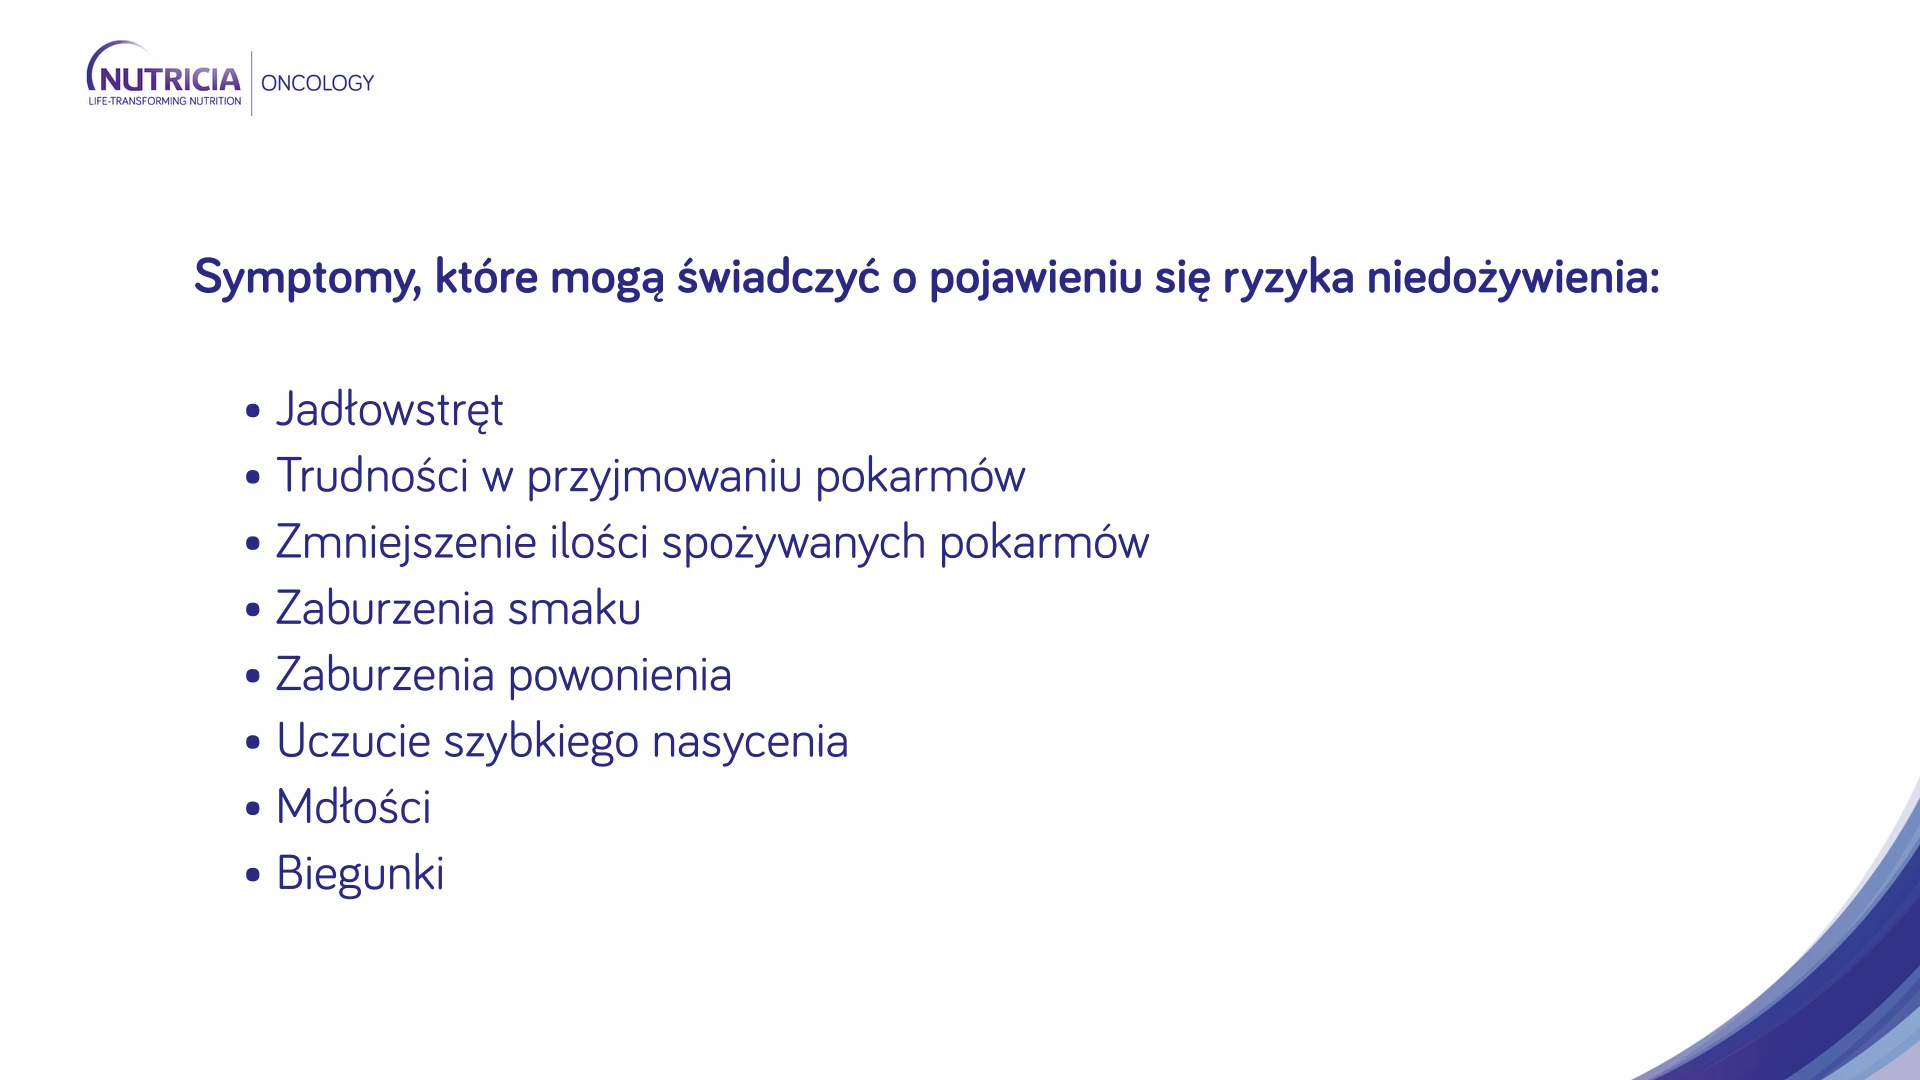 NUTRICIA
LIFE-TRANSFORMING NUTRITION
ONCOLOGY
Symptomy, które mogą świadczyć o pojawieniu się ryzyka niedożywienia:
• Jadłowstręt
• Trudności w przyjmowaniu pokarmów
• Zmniejszenie ilości spożywanych pokarmów
• Zaburzenia smaku
• Zaburzenia powonienia
• Uczucie szybkiego nasycenia
• Mdłości
• Biegunki